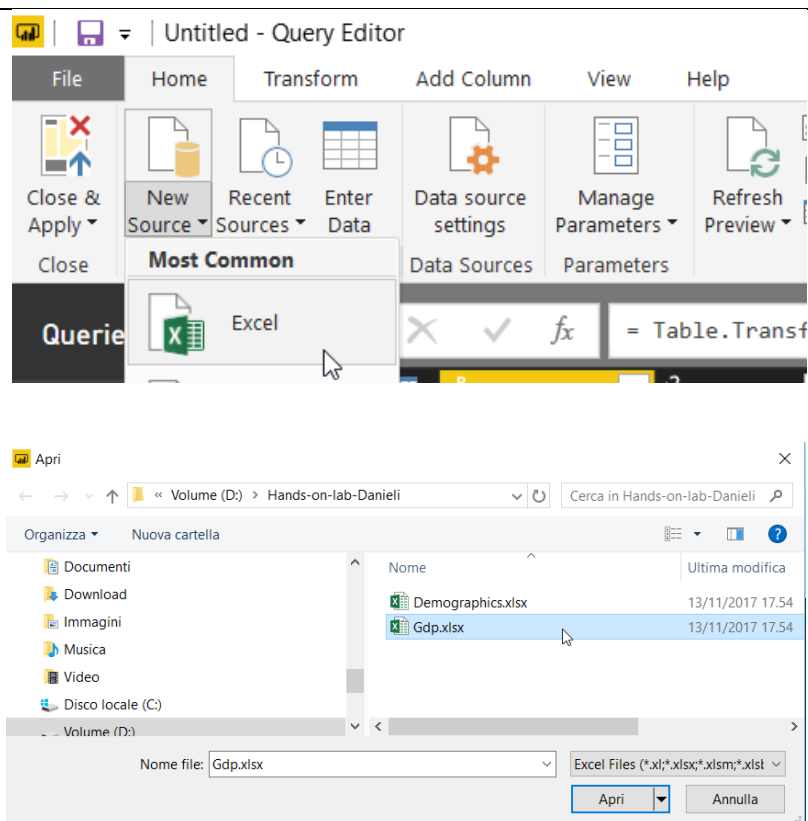 Untitled - Query Editor
File Home Transform Add Column View Help
Close & Apply
New Source
Recent Sources
Enter Data
Data source settings
Manage Parameters
Refresh Preview
Close
Data Sources
Parameters
Most Common
Excel
Querie
fx = Table.Transf
Apri
« Volume (D:) > Hands-on-lab-Danieli
Cerca in Hands-on-lab-Danieli
Organizza Nuova cartella
Documenti
Download
Immagini
Musica
Video
Disco locale (C:)
Volume (D:)
Nome Ultima modifica
Demographics.xlsx 13/11/2017 17.54
Gdp.xlsx 13/11/2017 17.54
Nome file: Gdp.xlsx
Excel Files (*.xl;*.xlsx;*.xlsm;*.xlsb
Apri Annulla